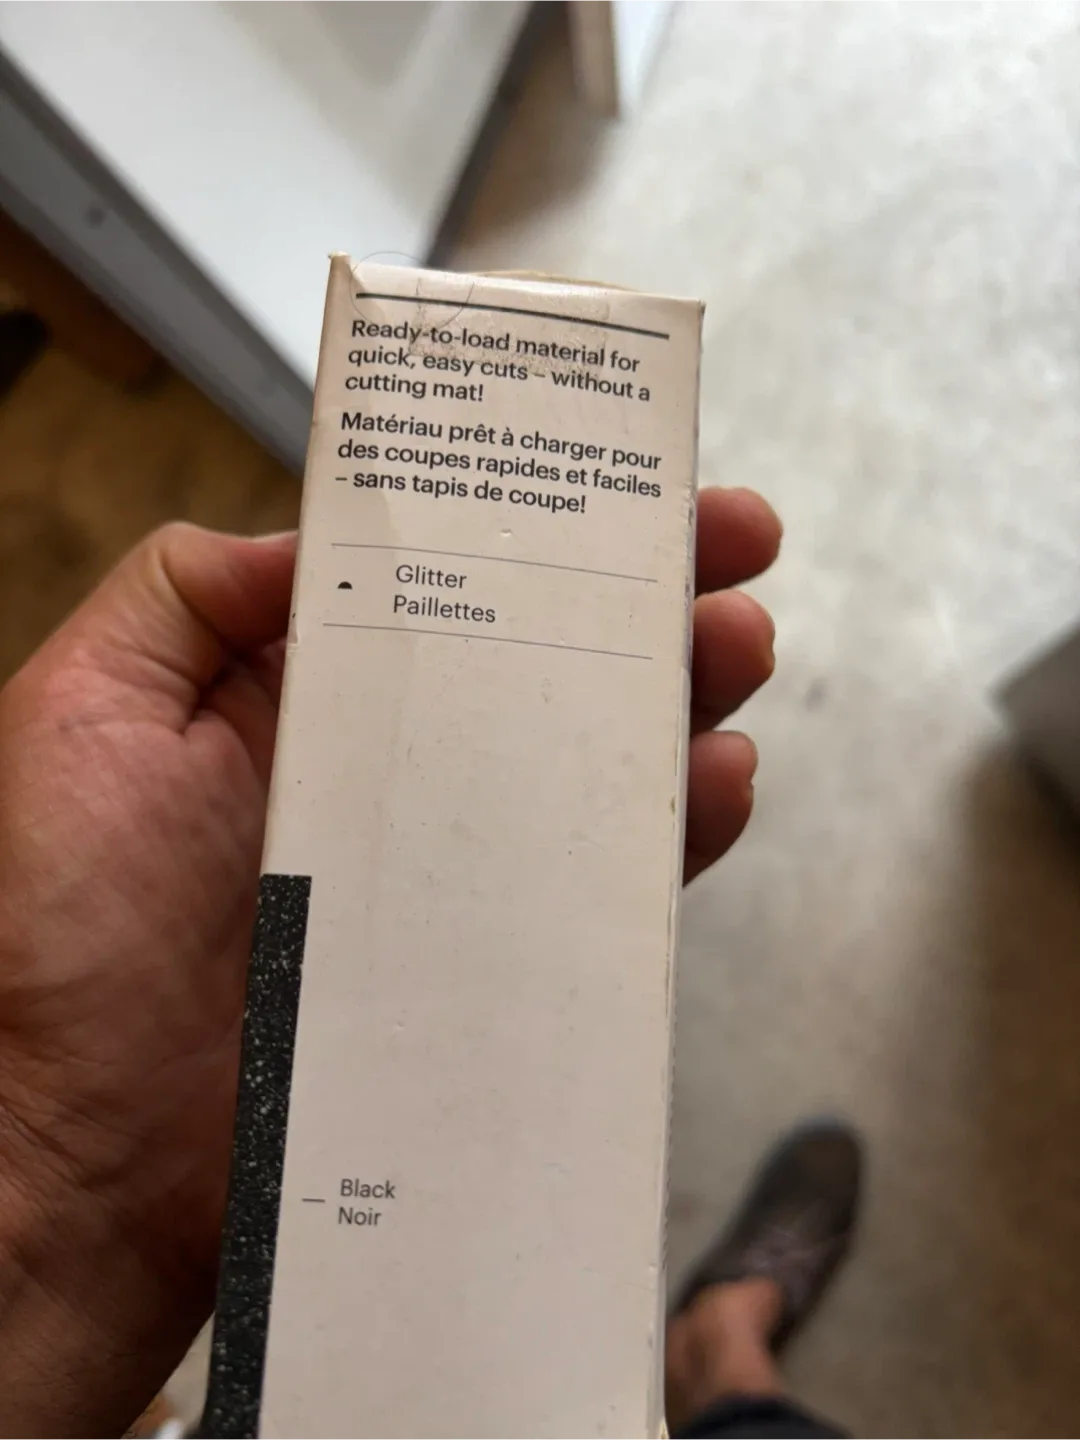 Ready-to-load material for
quick, easy cuts – without a
cutting mat!
Matériau prêt à charger pour
des coupes rapides et faciles
– sans tapis de coupe!
Glitter
Paillettes
Black
Noir